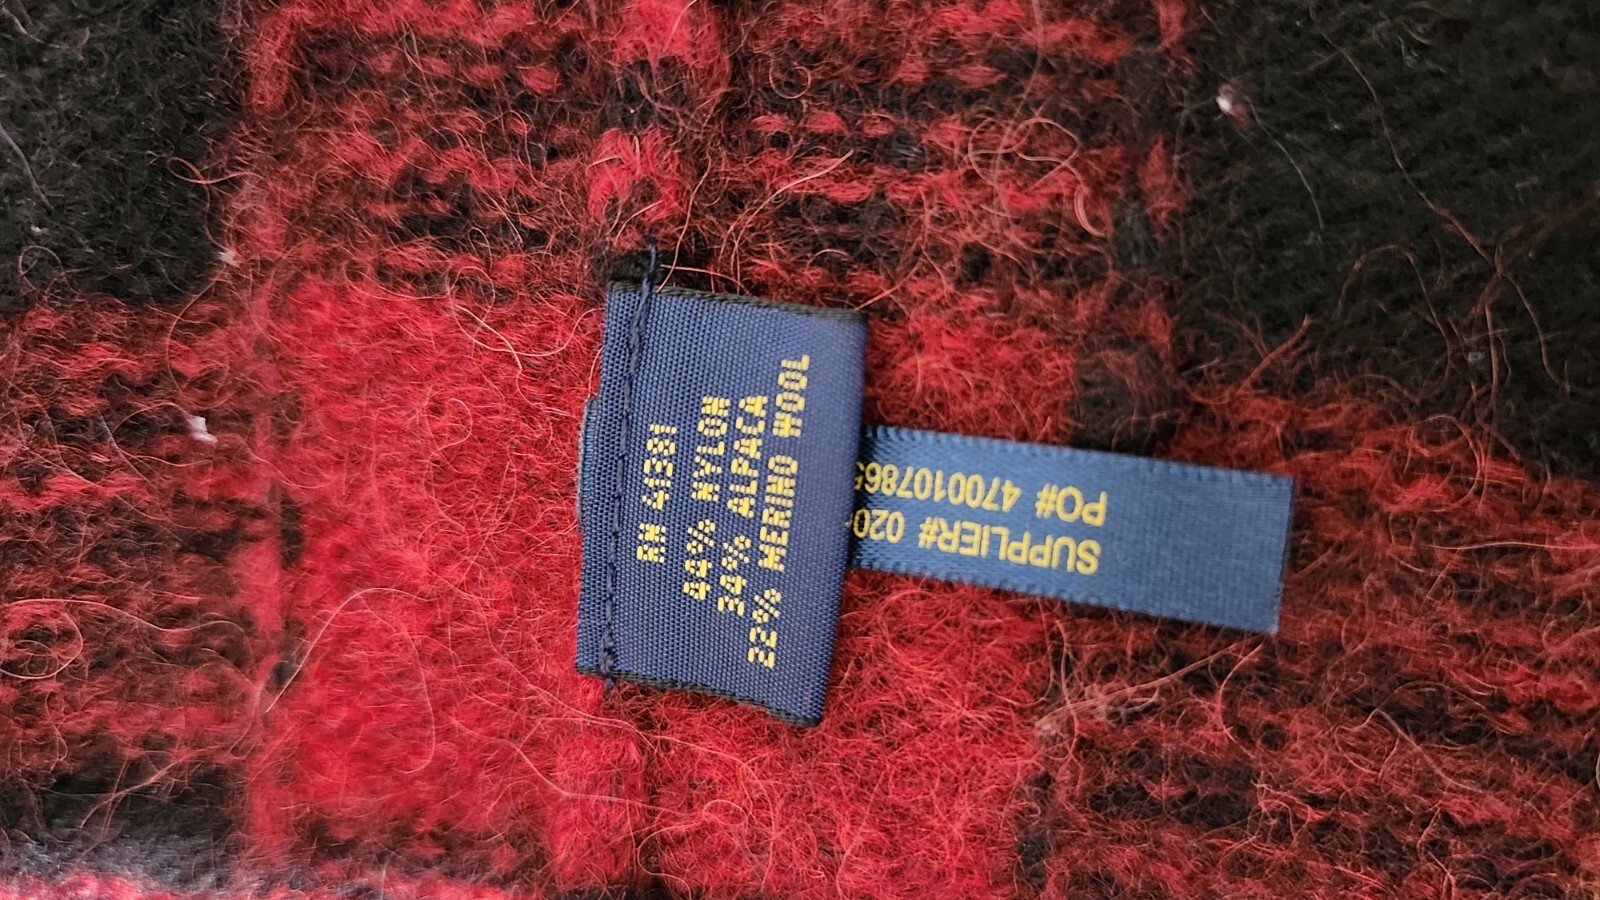 RN 41381
44% NYLON
34% ALPACA
22% MERINO WOOL
SUPPLIER# 020
PO# 470010786